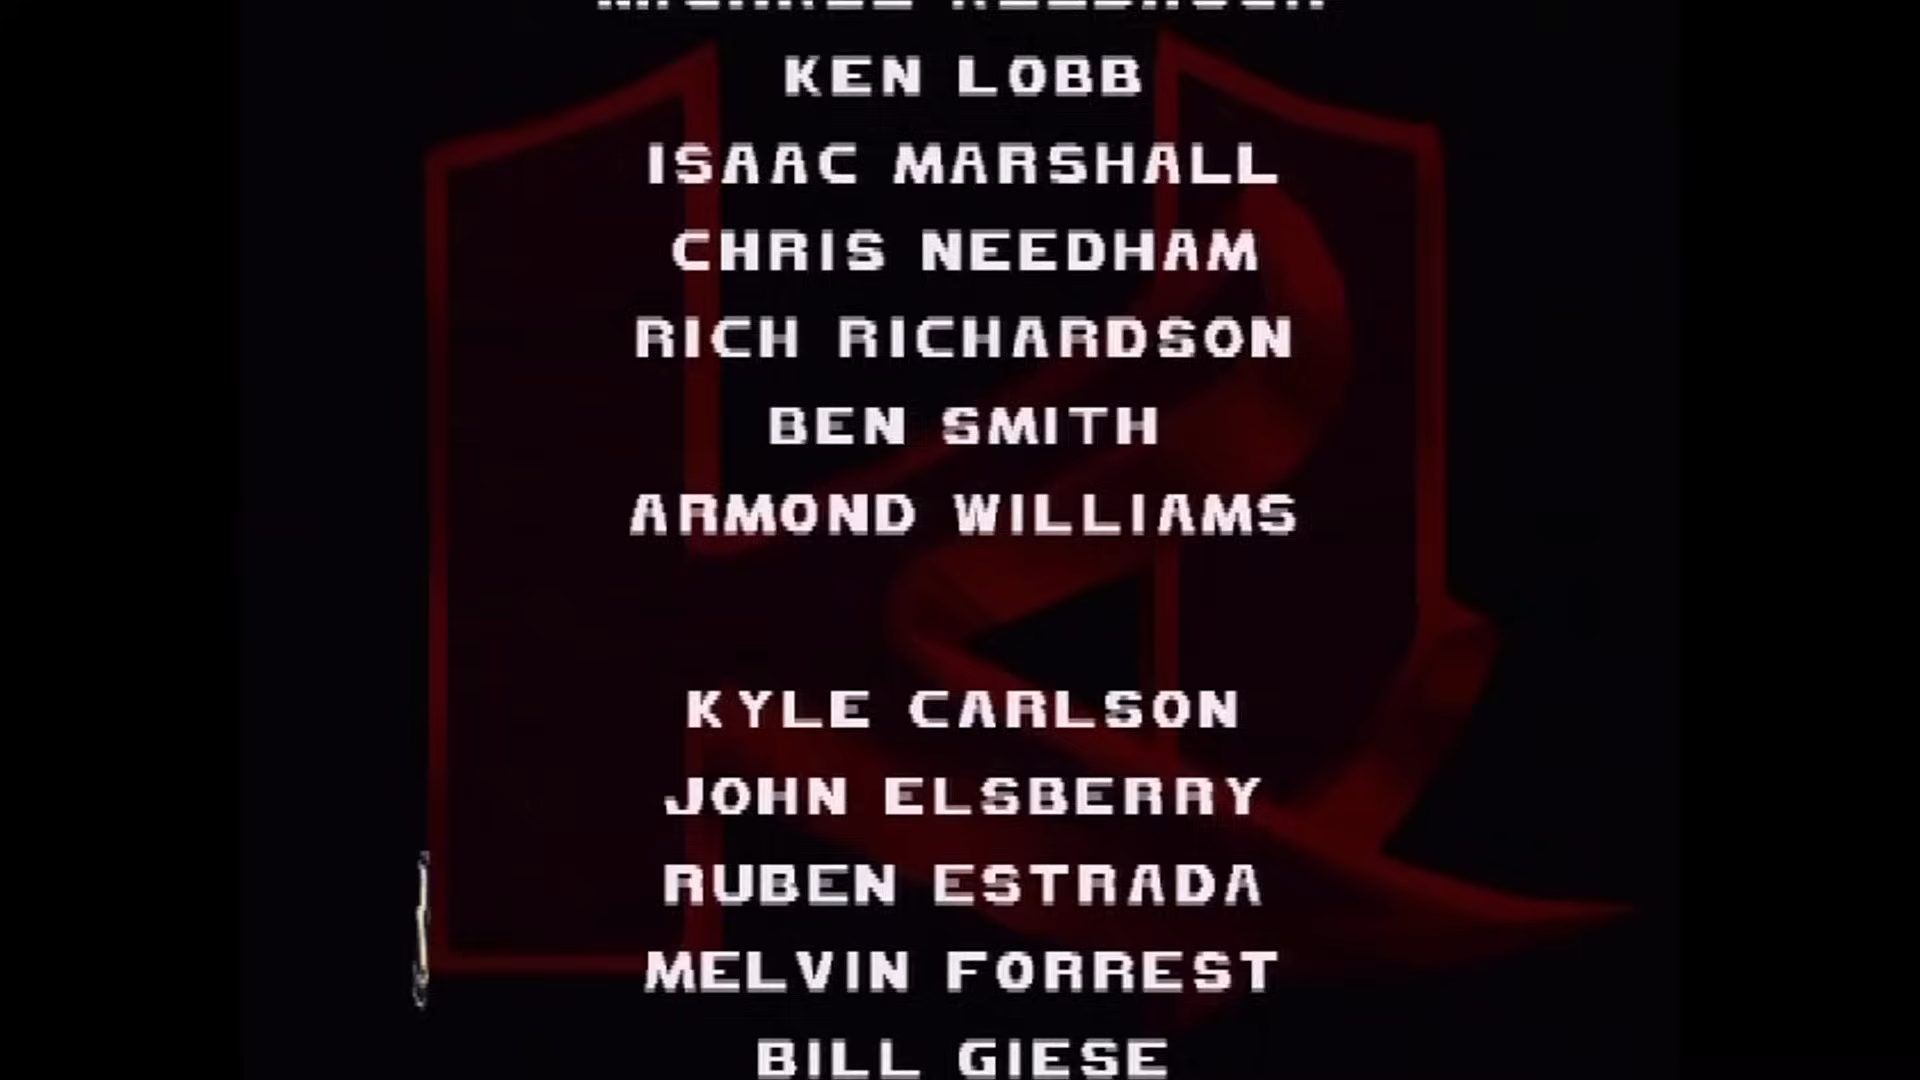 KEN LOBB
ISAAC MARSHALL
CHRIS NEEDHAM
RICH RICHARDSON
BEN SMITH
ARMOND WILLIAMS
KYLE CARLSON
JOHN ELSBERRY
RUBEN ESTRADA
MELVIN FORREST
BILL GIESE